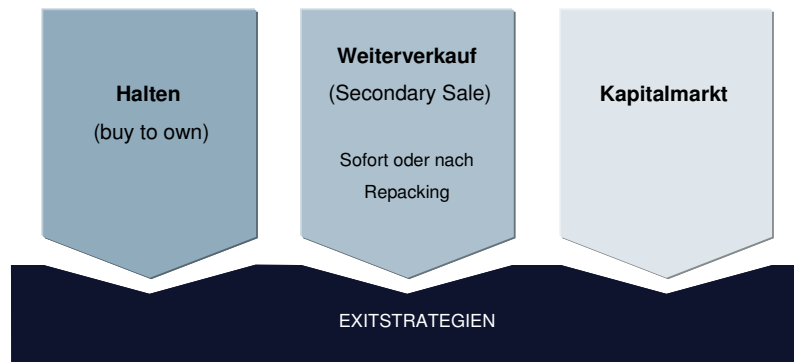 Halten
(buy to own)
Weiterverkauf
(Secondary Sale)
Sofort oder nach
Repacking
Kapitalmarkt
EXITSTRATEGIEN